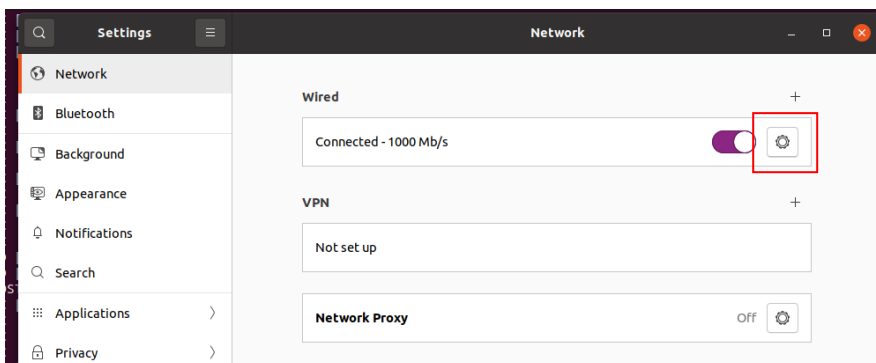 Settings
Network
Network
Bluetooth
Background
Appearance
Notifications
Search
Applications
Privacy
Wired
Connected - 1000 Mb/s
VPN
Not set up
Network Proxy
Off